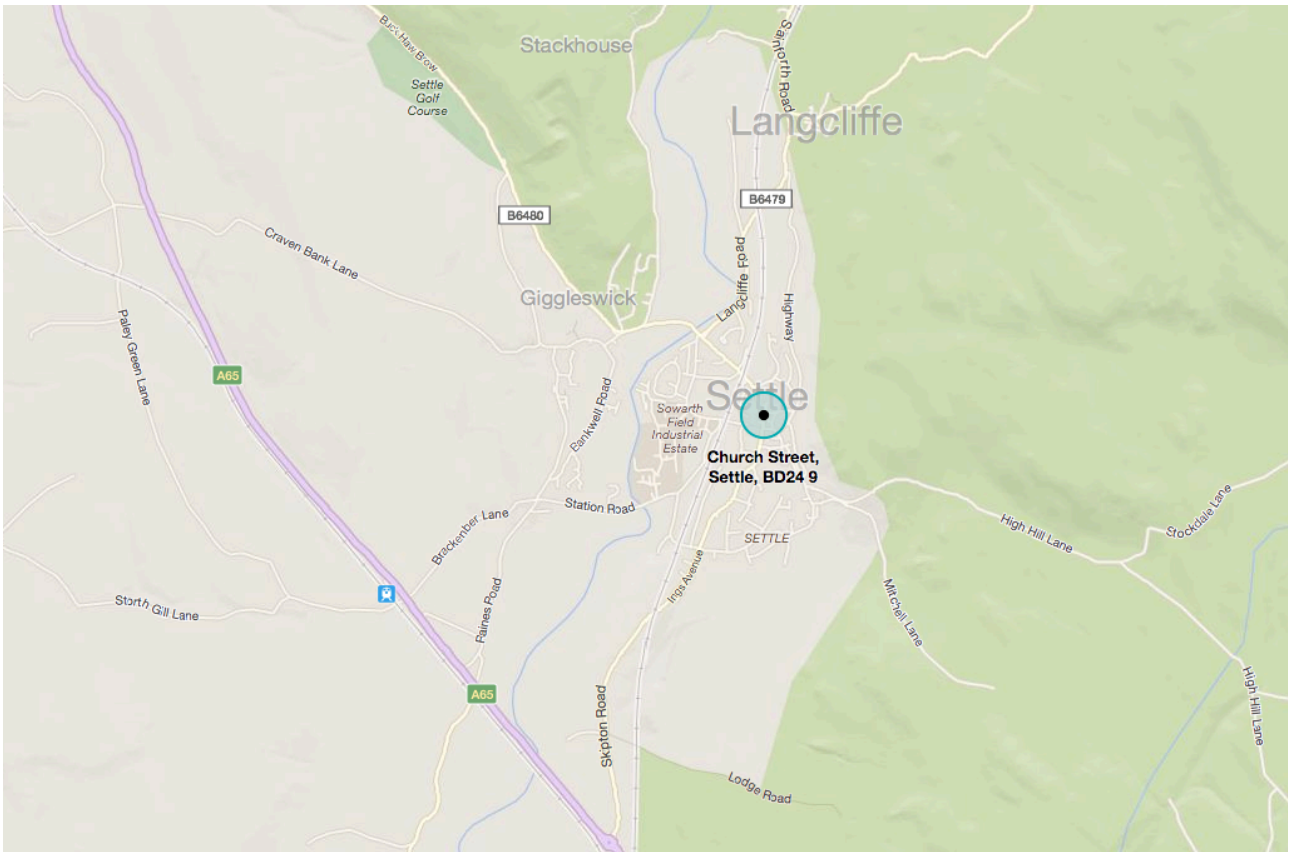 Buck Haw Brow
Stackhouse
Sainforth Road
Settle
Golf
Course
Langcliffe
B6479
B6480
Craven Bank Lane
Langcliffe Road
Giggleswick
Highway
Paley Green Lane
A65
Bankwell Road
Settle
Sowarth
Field
Industrial
Estate
Church Street,
Settle, BD24 9
Station Road
Brackenber Lane
High Hill Lane
Stockdale Lane
SETTLE
Ings Avenue
Storth Gill Lane
Raines Road
Mitchell Lane
A65
High Hill Lane
Skipton Road
Lodge Road